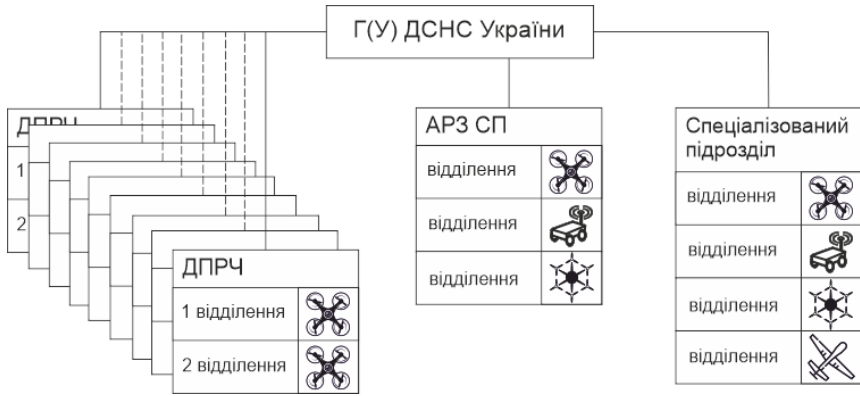 Г(У) ДСНС України
ДПРЧ
1
2
ДПРЧ
1 відділення
2 відділення
АРЗ СП
відділення
відділення
відділення
Спеціалізований
підрозділ
відділення
відділення
відділення
відділення